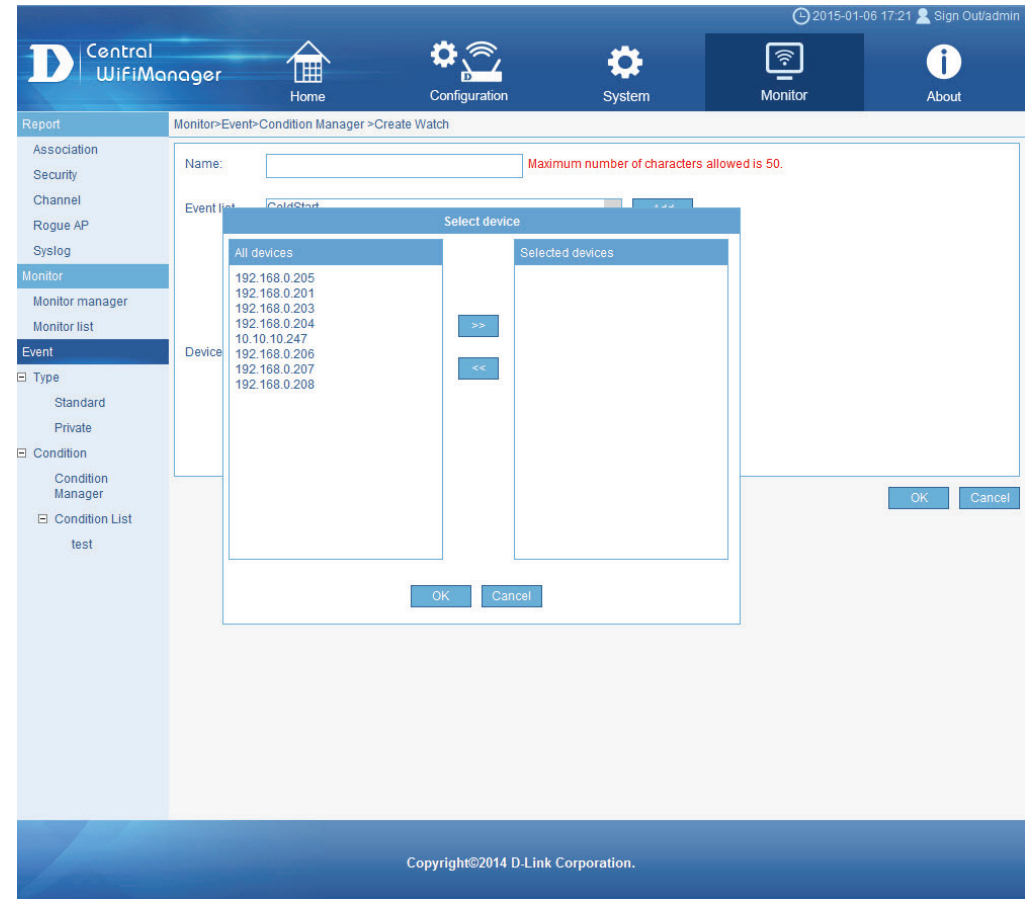 2015-01-06 17:21 Sign Out/admin
D Central WiFiManager
Home
Configuration
System
Monitor
About
Report
Association
Security
Channel
Rogue AP
Syslog
Monitor
Monitor manager
Monitor list
Event
Type
Standard
Private
Condition
Condition
Manager
Condition List
test
Monitor>Event>Condition Manager >Create Watch
Name:
Maximum number of characters allowed is 50.
Event list
ColdStart
Add
Device
Select device
All devices
192.168.0.205
192.168.0.201
192.168.0.203
192.168.0.204
10.10.10.247
192.168.0.206
192.168.0.207
192.168.0.208
>>
<<
Selected devices
OK
Cancel
OK
Cancel
Copyright©2014 D-Link Corporation.